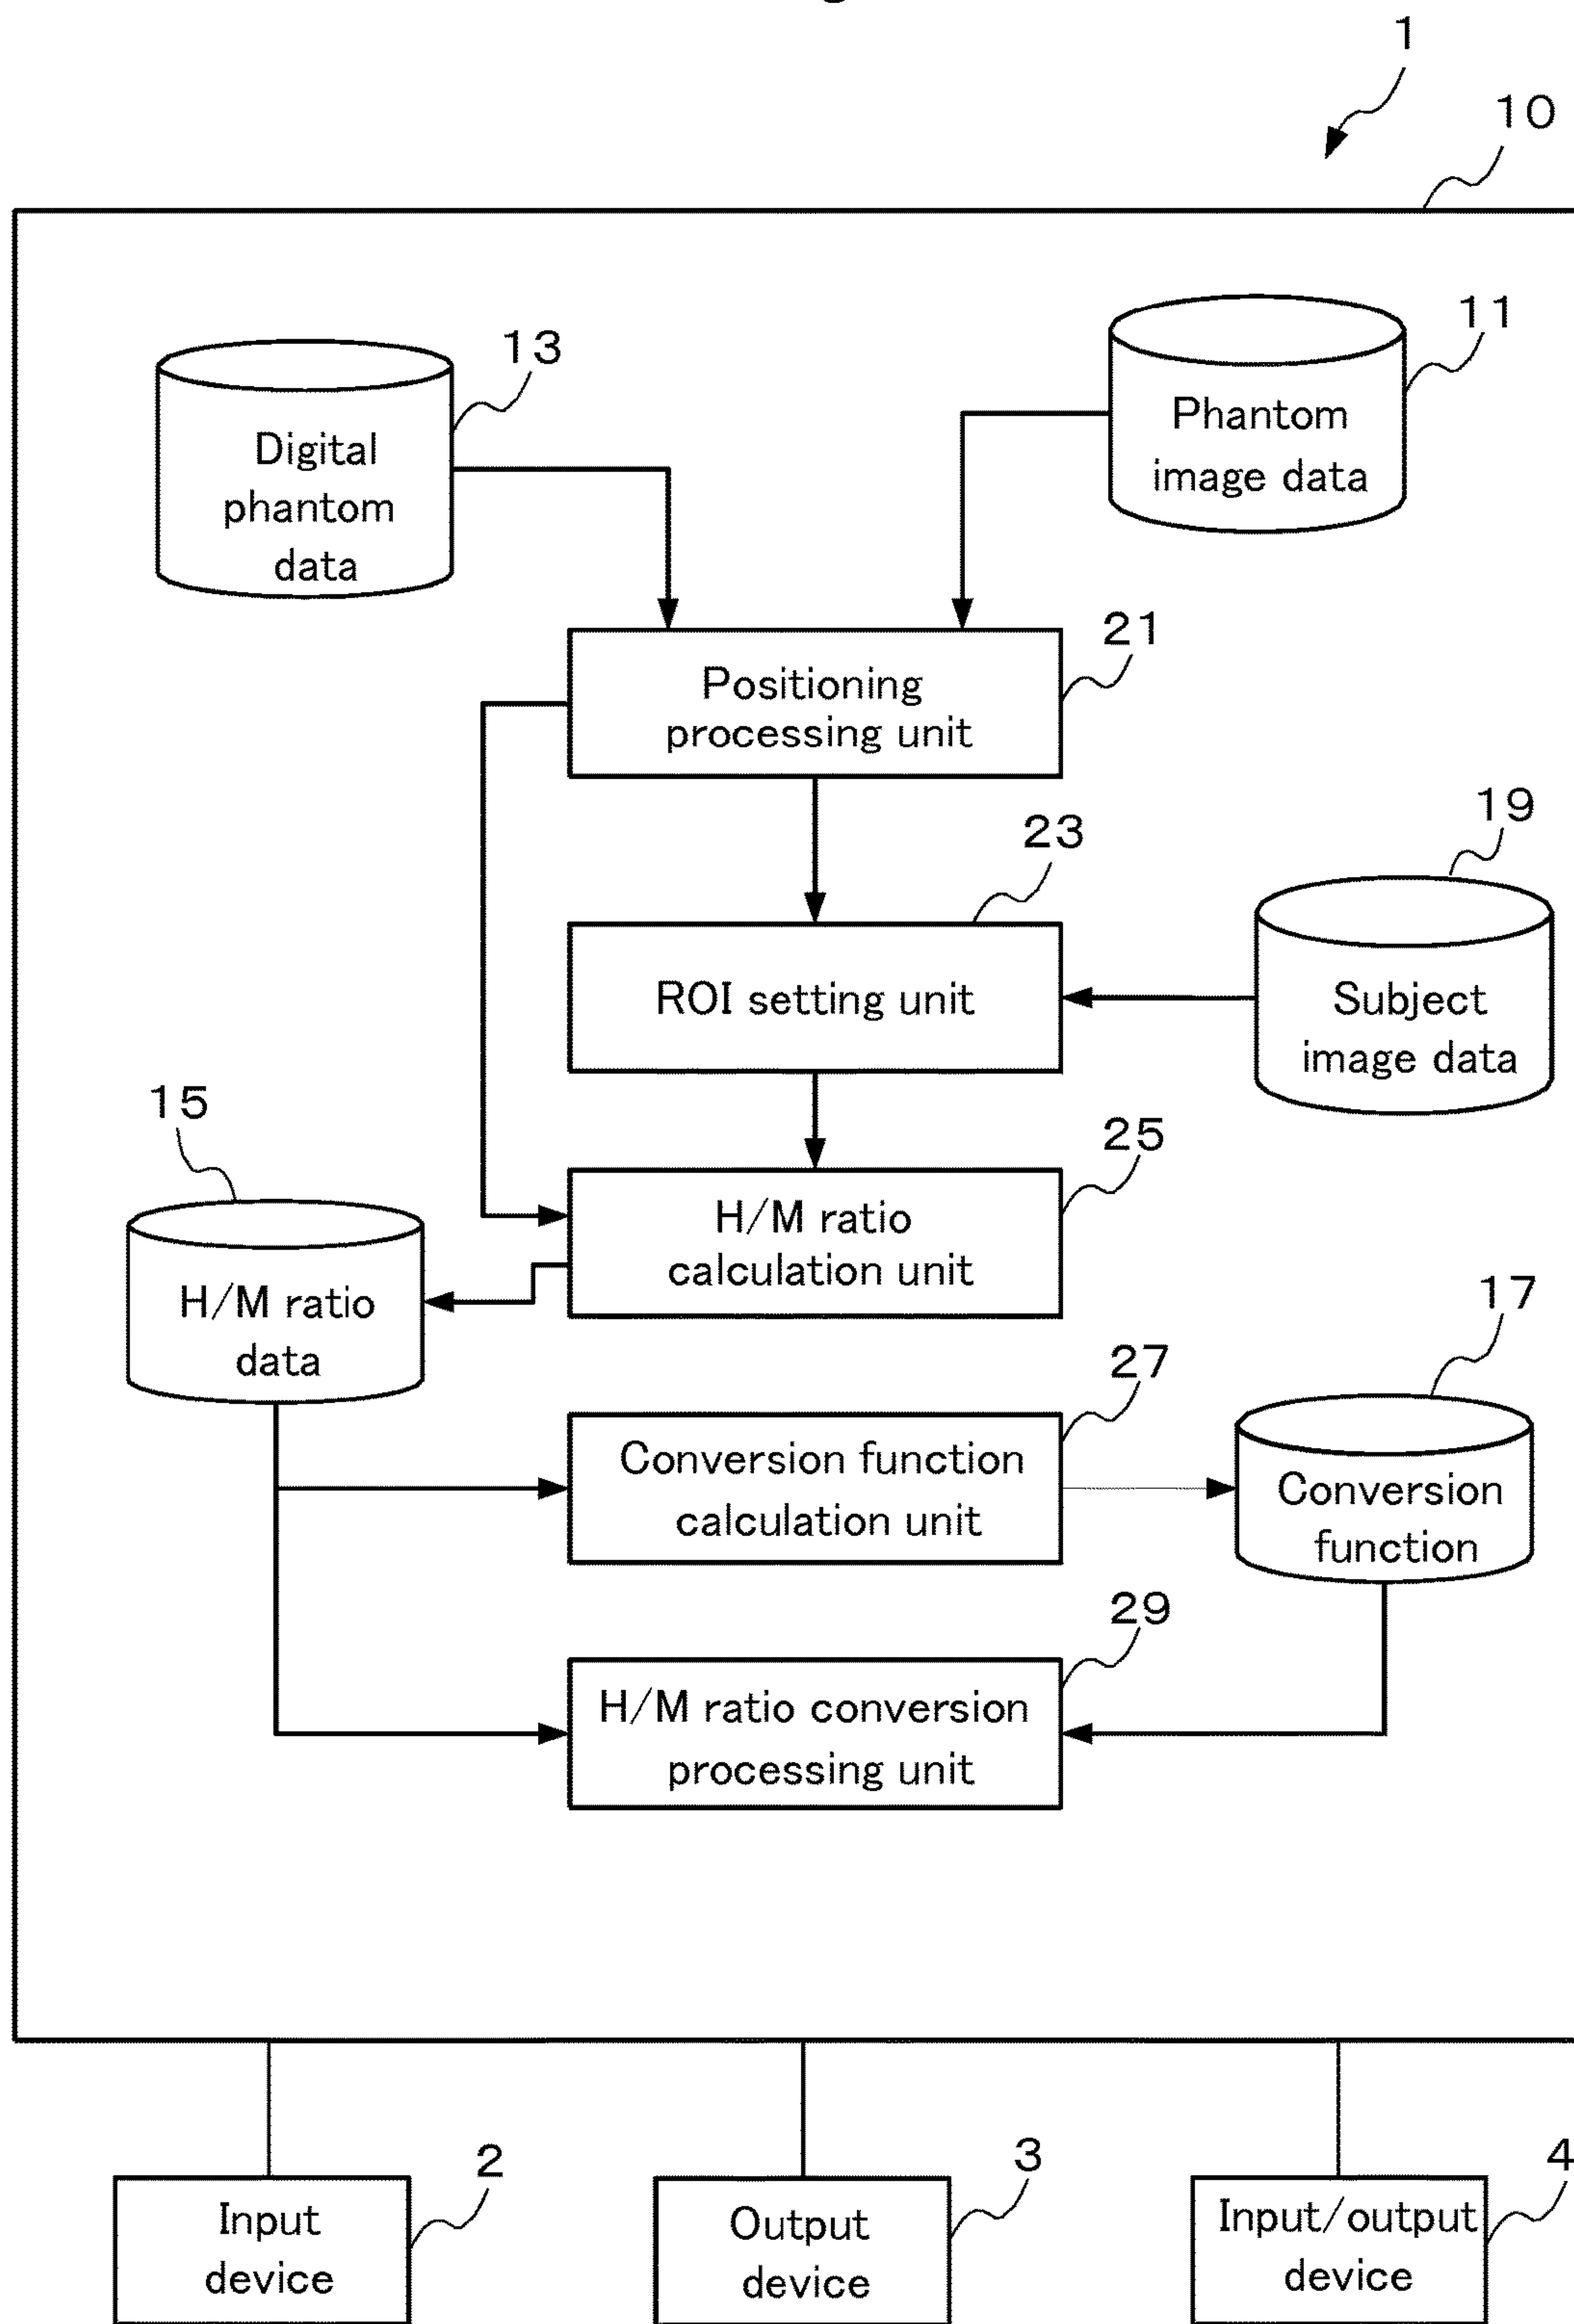 1
10
13
11
Digital
phantom
data
Phantom
image data
21
Positioning
processing unit
23
19
ROI setting unit
Subject
image data
15
25
H/M ratio
calculation unit
H/M ratio
data
17
27
Conversion function
calculation unit
Conversion
function
29
H/M ratio conversion
processing unit
2
3
4
Input
device
Output
device
Input/output
device